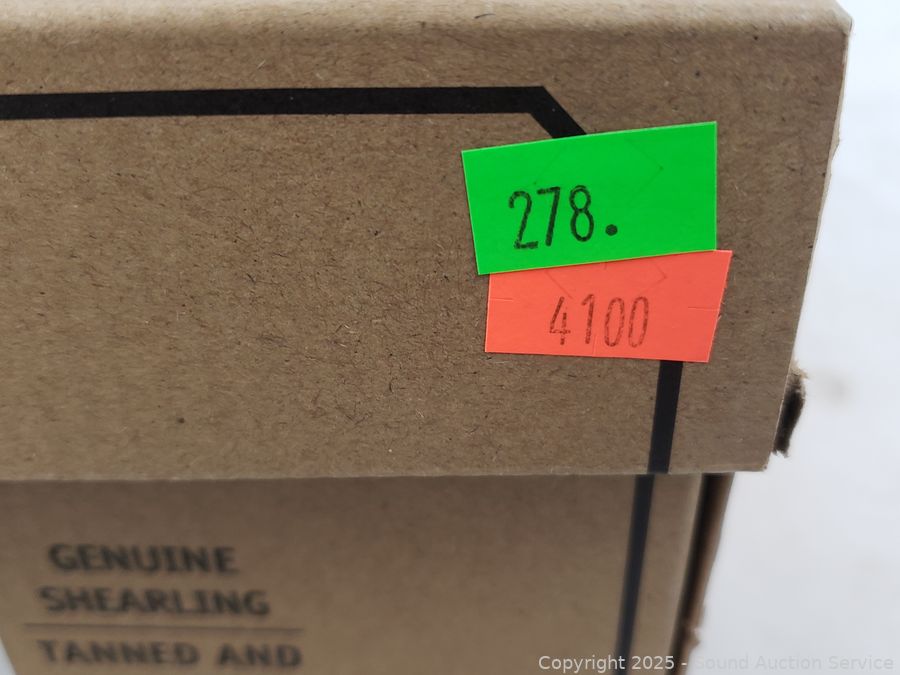 278.
4100
GENUINE
SHEARLING
TANNED AND
Copyright 2025 - Sound Auction Service